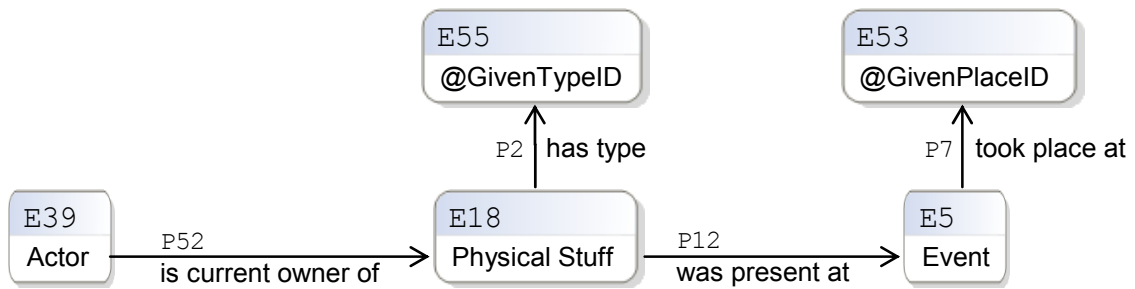 E55
@GivenTypeID
E53
@GivenPlaceID
P2 has type
P7 took place at
E39
Actor
P52
is current owner of
E18
Physical Stuff
P12
was present at
E5
Event